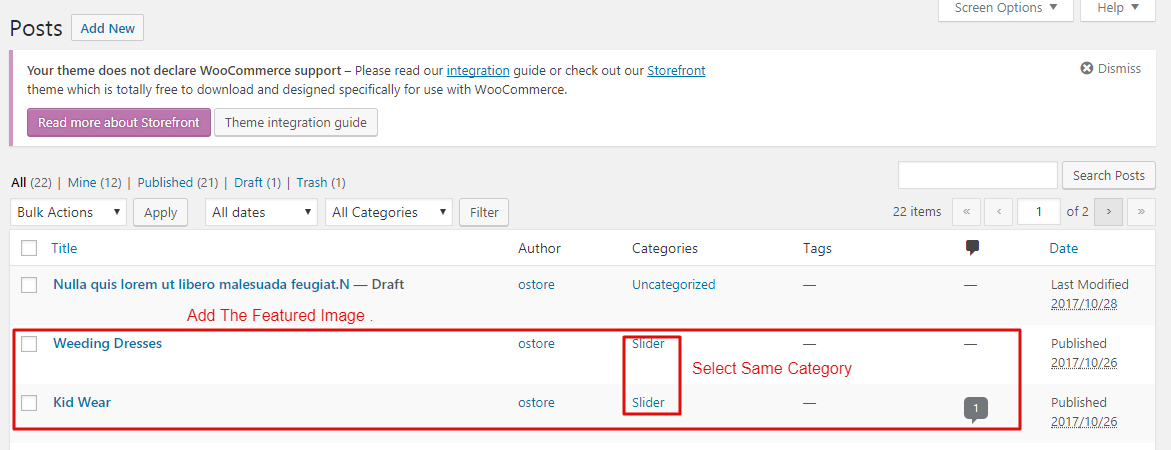 Screen Options ▼ Help ▼
Posts Add New
Your theme does not declare WooCommerce support – Please read our integration guide or check out our Storefront
theme which is totally free to download and designed specifically for use with WooCommerce.
Dismiss
Read more about Storefront Theme integration guide
All (22) | Mine (12) | Published (21) | Draft (1) | Trash (1)
Search Posts
Bulk Actions ▼ Apply All dates ▼ All Categories ▼ Filter 22 items « ‹ 1 of 2 › »
Title Author Categories Tags Date
Nulla quis lorem ut libero malesuada feugiat.N — Draft ostore Uncategorized — — Last Modified
2017/10/28
Add The Featured Image .
Weeding Dresses ostore Slider — — Published
2017/10/26
Select Same Category
Kid Wear ostore Slider — 1 Published
2017/10/26